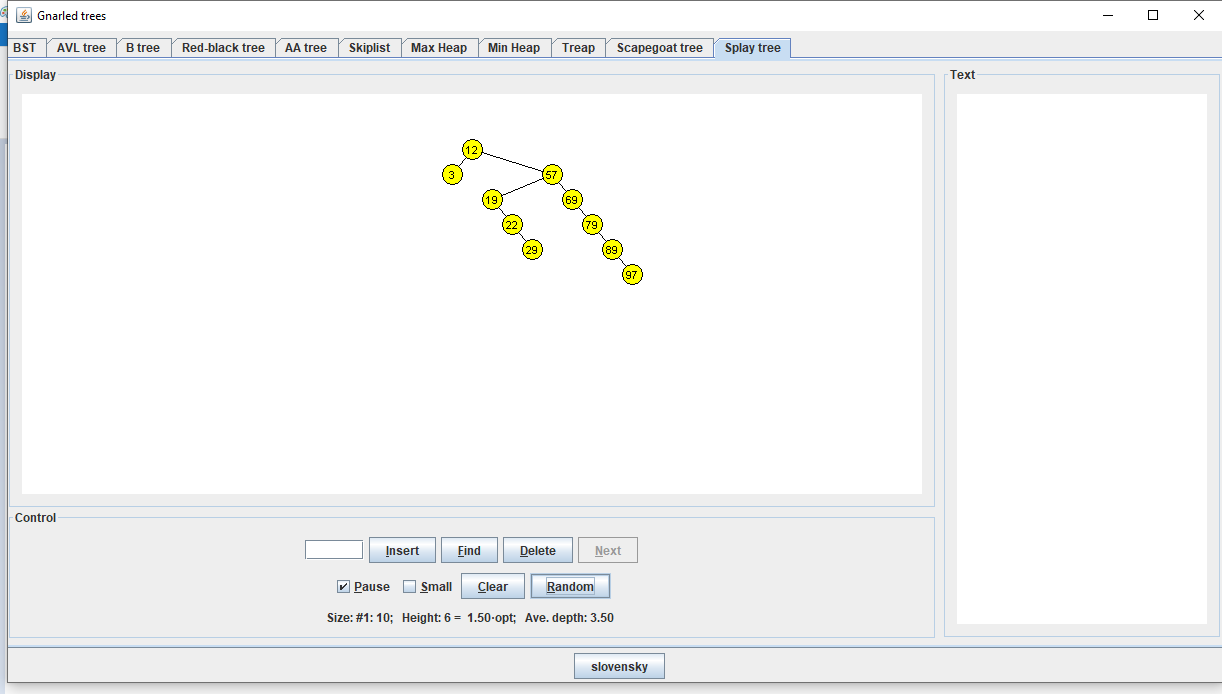 Gnarled trees
BST AVL tree B tree Red-black tree AA tree Skiplist Max Heap Min Heap Treap Scapegoat tree Splay tree
Display
Text
12
3
57
19
69
22
79
29
89
97
Control
Insert Find Delete Next
Pause Small Clear Random
Size: #1: 10; Height: 6 = 1.50·opt; Ave. depth: 3.50
slovensky